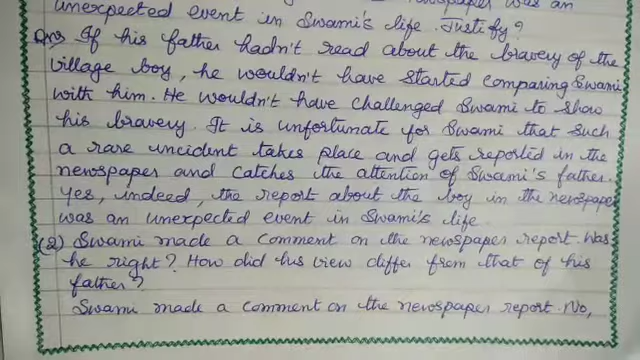 newspaper was an
unexpected event in Swami's life. Justify?
Ans If his father hadn't read about the bravery of the
village boy, he wouldn't have started comparing Swami
with him. He wouldn't have challenged Swami to show
his bravery. It is unfortunate for Swami that such
a rare uncident takes place and gets reported in the
newspaper and catches the attention of Swami's father.
Yes, indeed, the report about the boy in the newspaper
was an unexpected event in Swami's life.
(2) Swami made a comment on the newspaper report. Was
he right? How did his view differ from that of his
father?
Swami made a comment on the newspaper report. No,